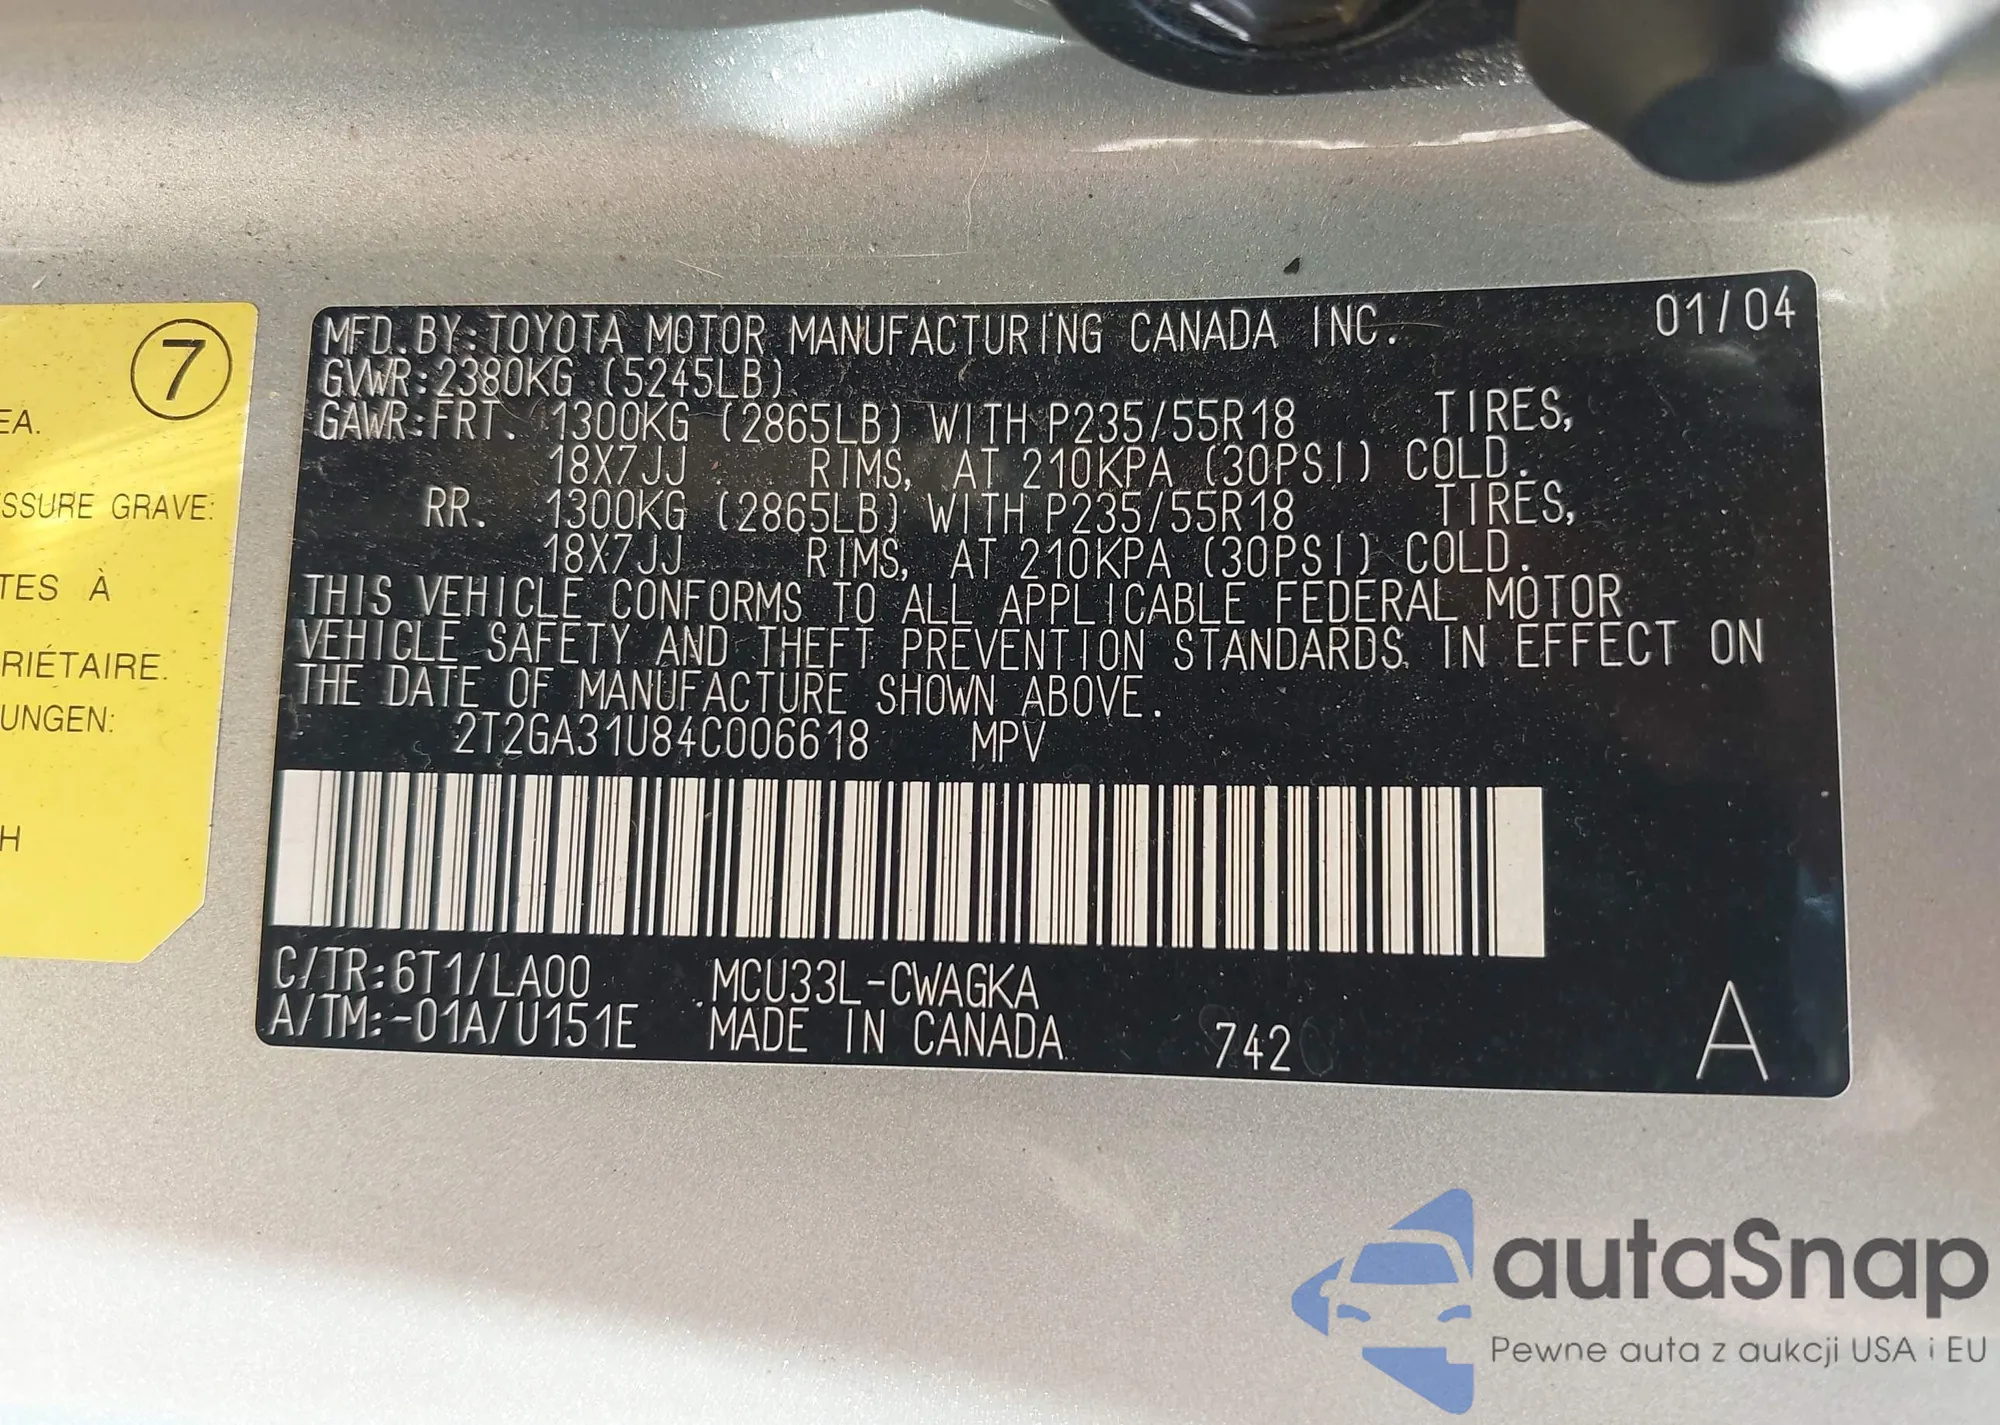 7
EA.
SSURE GRAVE:
TES À
RIÉTAIRE.
UNGEN:
H
MFD.BY:TOYOTA MOTOR MANUFACTURING CANADA INC. 01/04
GVWR:2380KG (5245LB)
GAWR:FRT. 1300KG (2865LB) WITH P235/55R18 TIRES,
18X7JJ RIMS, AT 210KPA (30PSI) COLD.
RR. 1300KG (2865LB) WITH P235/55R18 TIRES,
18X7JJ RIMS, AT 210KPA (30PSI) COLD.
THIS VEHICLE CONFORMS TO ALL APPLICABLE FEDERAL MOTOR
VEHICLE SAFETY AND THEFT PREVENTION STANDARDS IN EFFECT ON
THE DATE OF MANUFACTURE SHOWN ABOVE.
2T2GA31U84C006618 MPV
C/TR:6T1/LA00 MCU33L-CWAGKA
A/TM:-01A/U151E MADE IN CANADA 742 A
autaSnap
Pewne auta z aukcji USA i EU